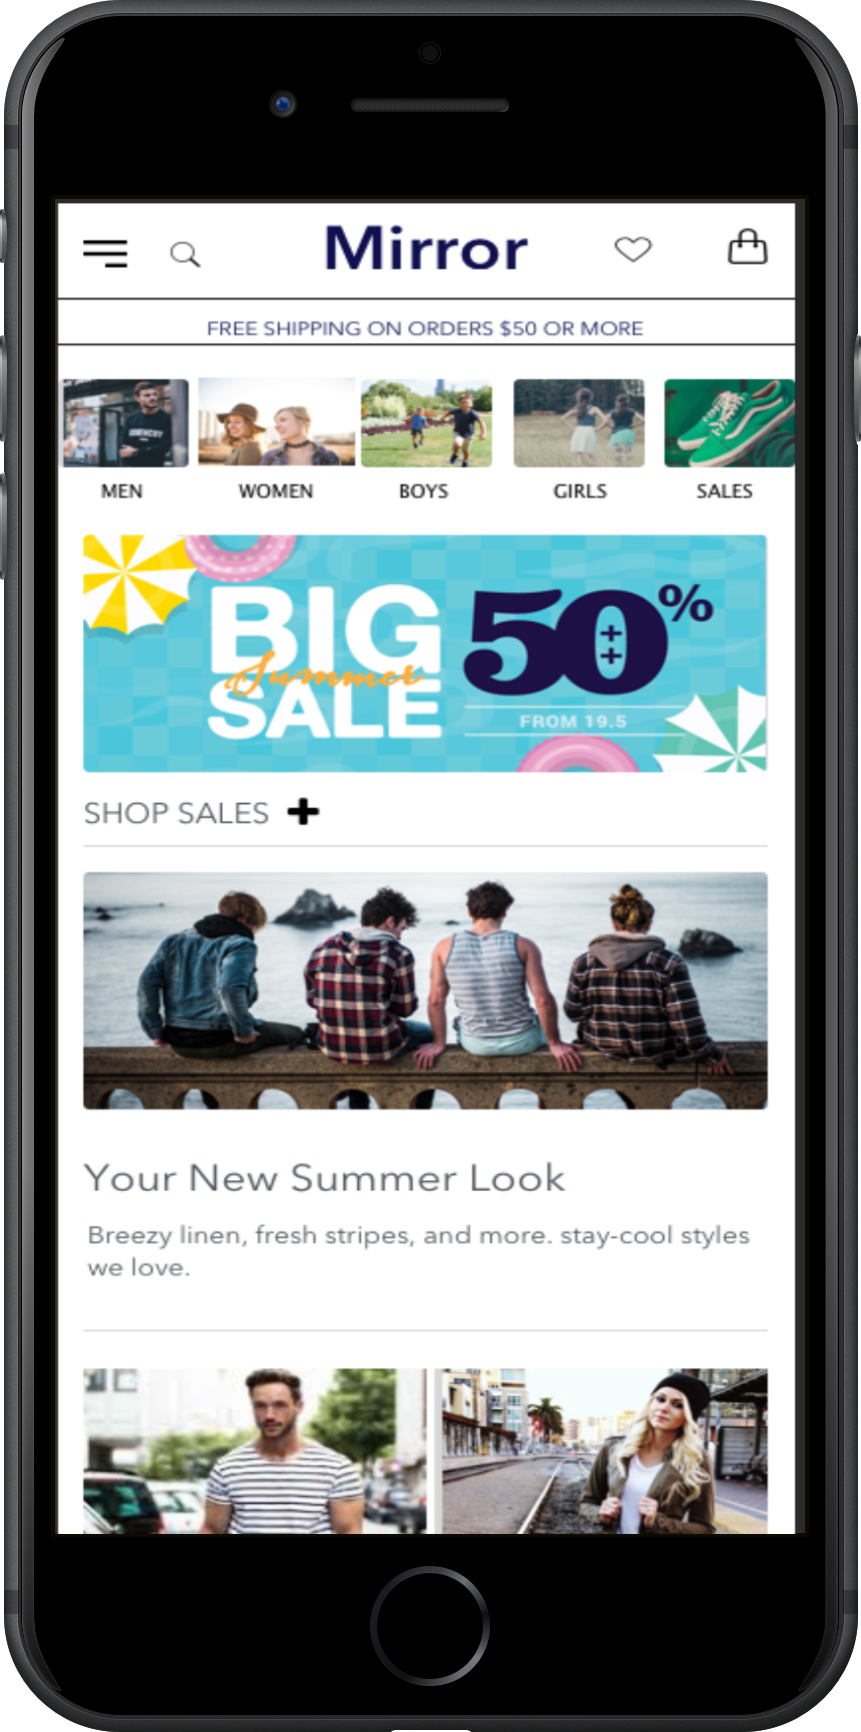 Mirror
FREE SHIPPING ON ORDERS $50 OR MORE
MEN
WOMEN
BOYS
GIRLS
SALES
BIG
Summer
SALE
50%
FROM 19.5
SHOP SALES +
Your New Summer Look
Breezy linen, fresh stripes, and more. stay-cool styles
we love.